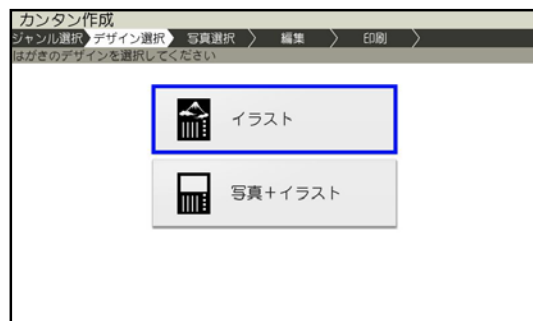 カンタン作成
ジャンル選択 デザイン選択 写真選択 編集 印刷
はがきのデザインを選択してください
イラスト
写真+イラスト